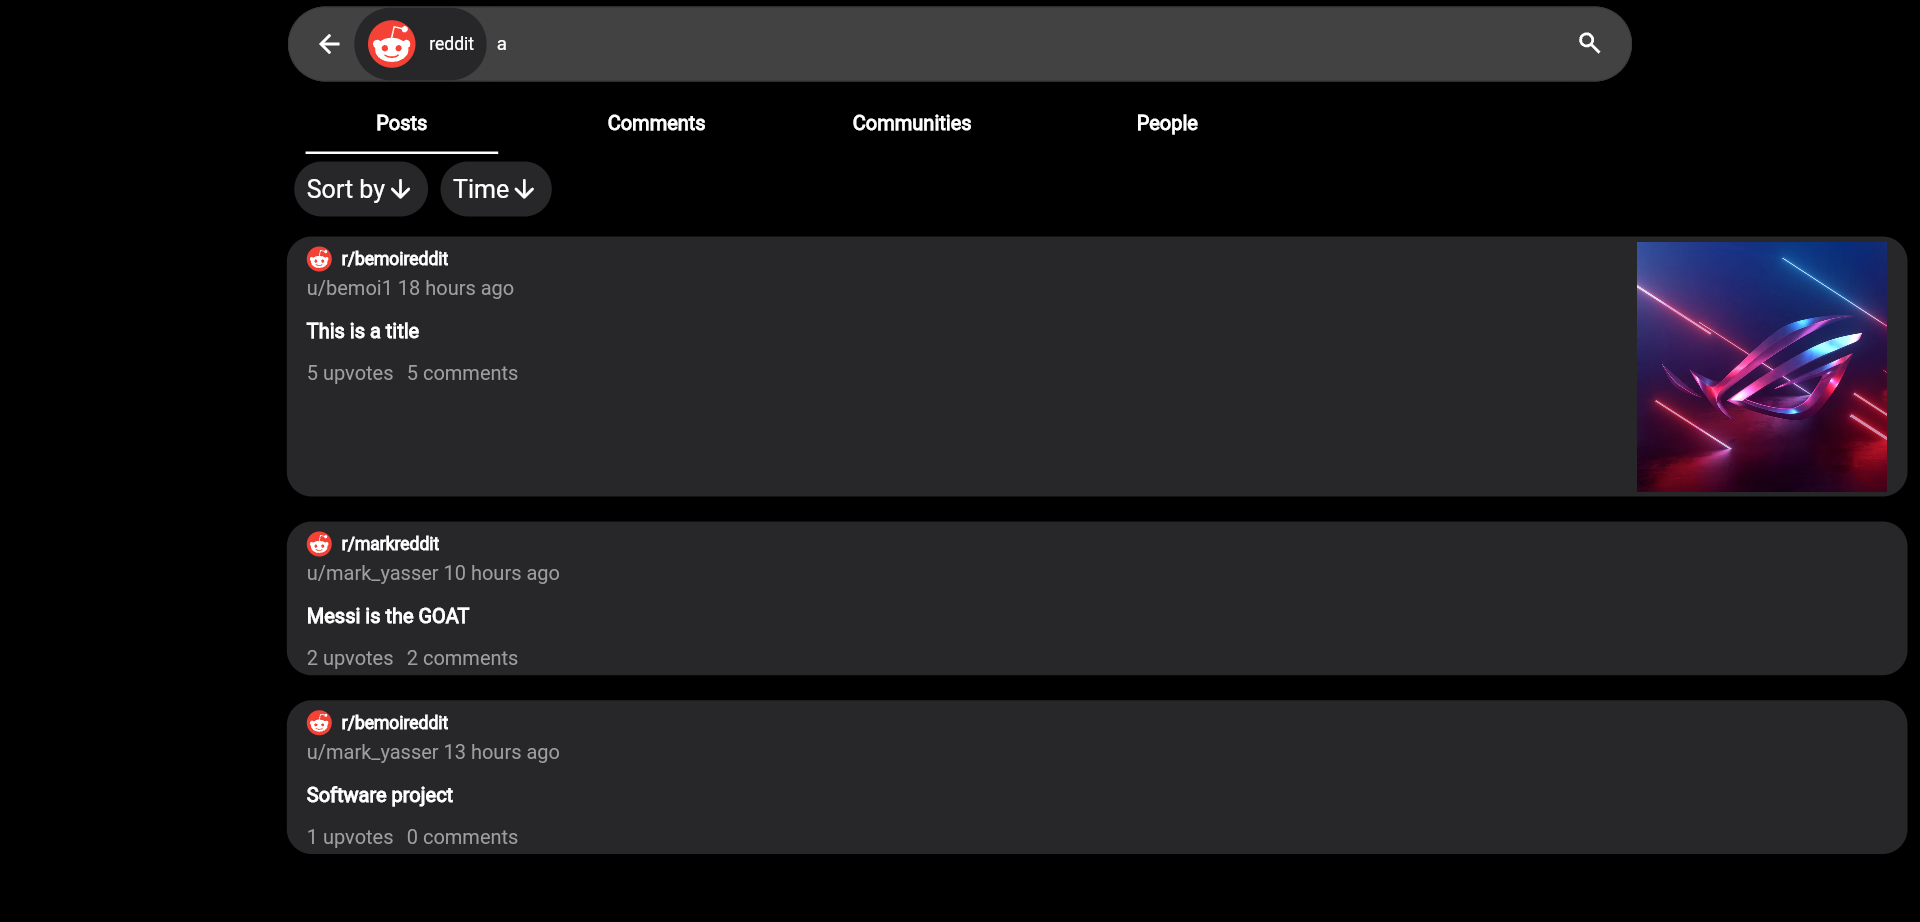 reddit a
Posts Comments Communities People
Sort by Time
r/bemoireddit
u/bemoi1 18 hours ago
This is a title
5 upvotes 5 comments
r/markreddit
u/mark_yasser 10 hours ago
Messi is the GOAT
2 upvotes 2 comments
r/bemoireddit
u/mark_yasser 13 hours ago
Software project
1 upvotes 0 comments